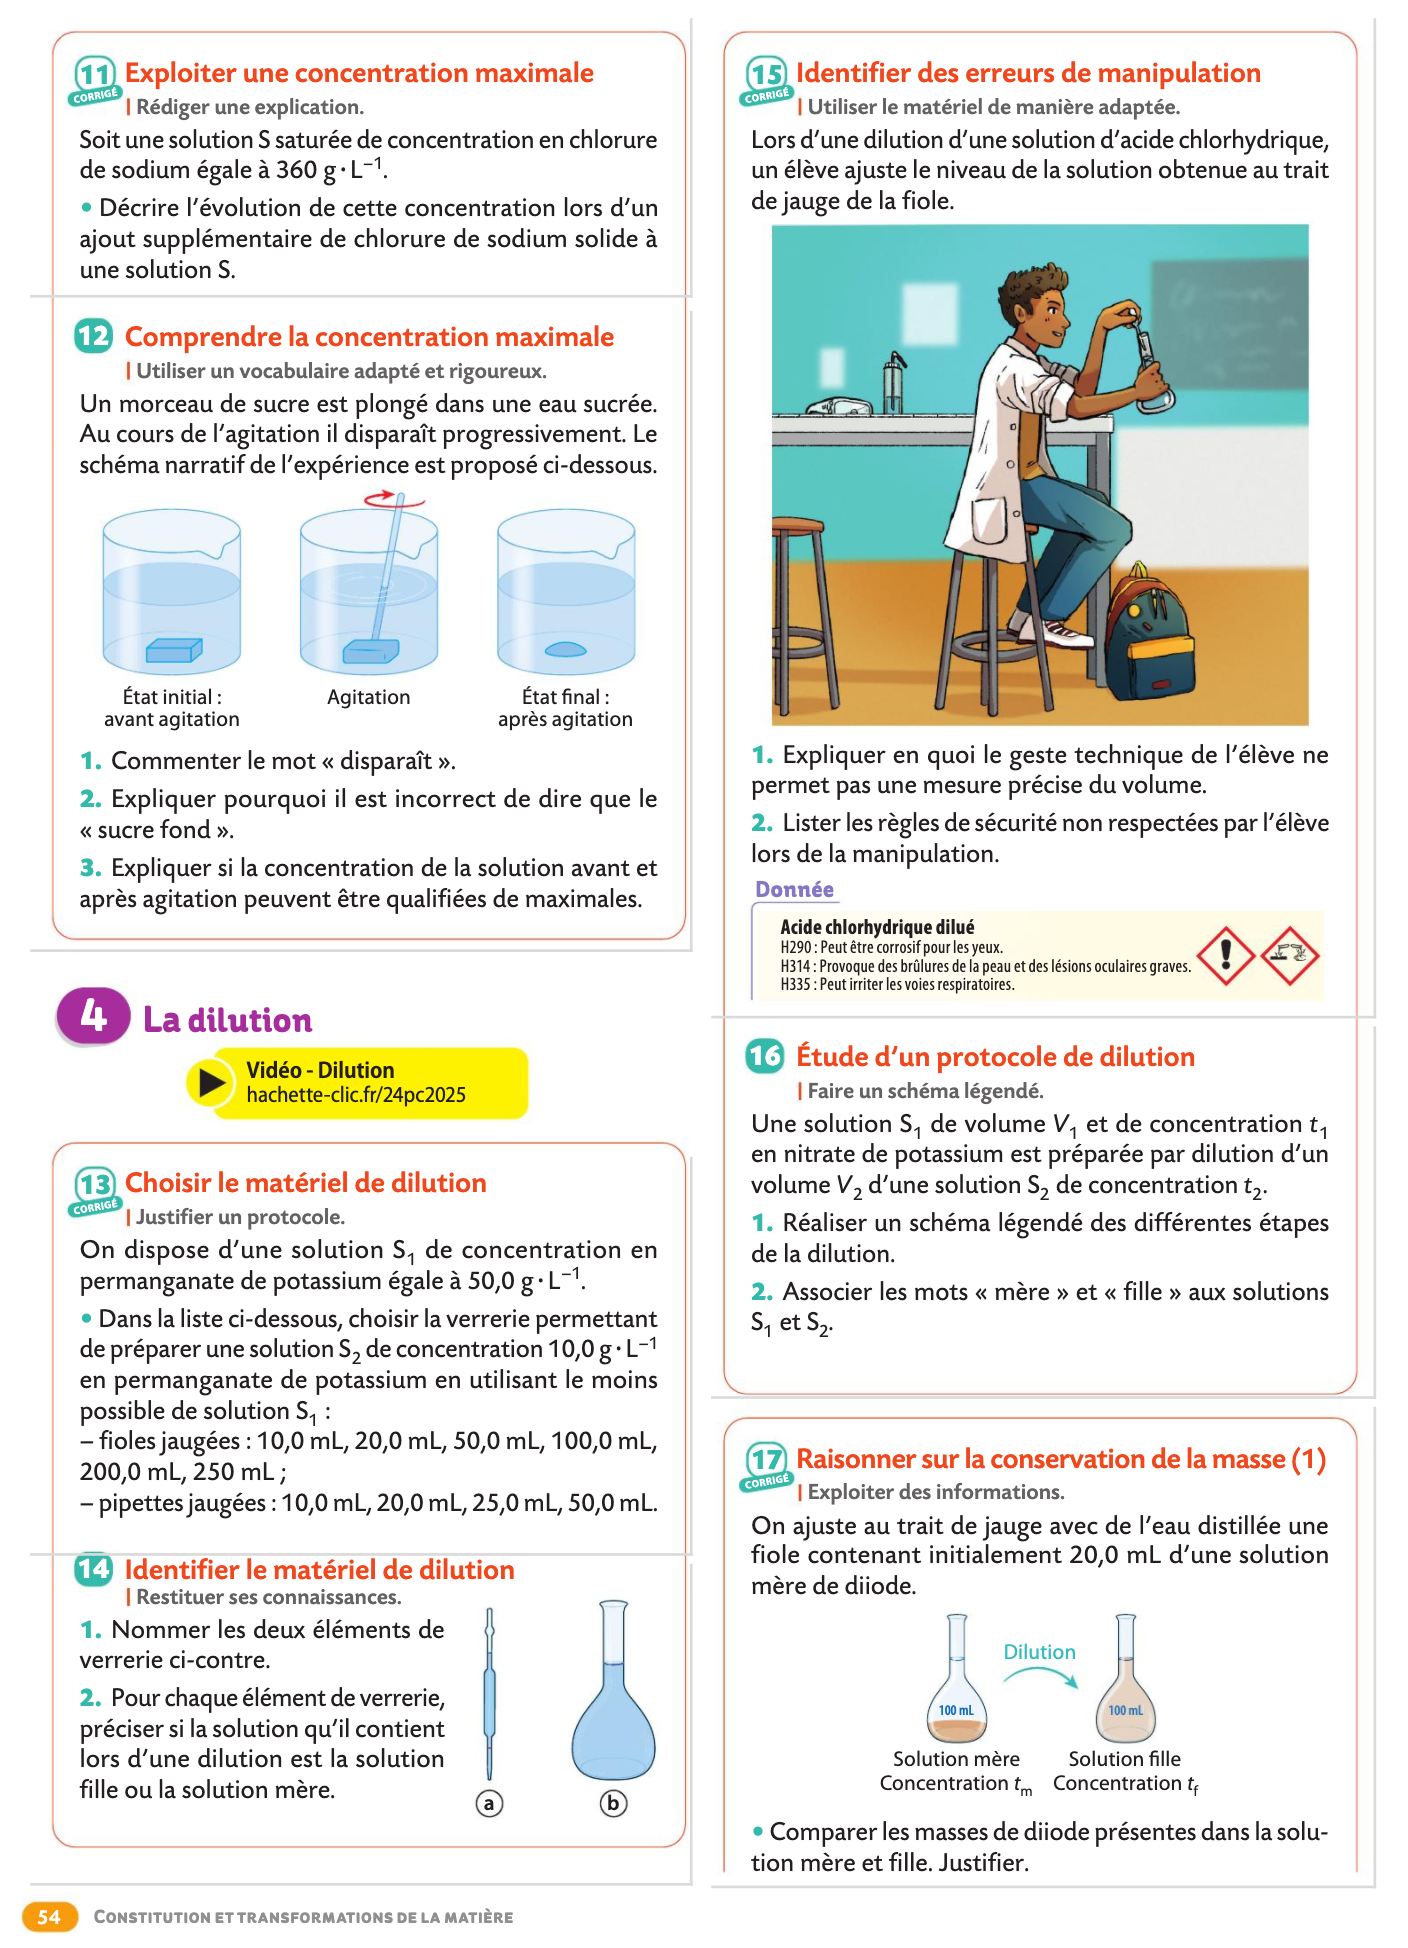 11 Exploiter une concentration maximale
CORRIGÉ
| Rédiger une explication.
Soit une solution S saturée de concentration en chlorure
de sodium égale à 360 g·L⁻¹.
• Décrire l'évolution de cette concentration lors d'un
ajout supplémentaire de chlorure de sodium solide à
une solution S.
12 Comprendre la concentration maximale
| Utiliser un vocabulaire adapté et rigoureux.
Un morceau de sucre est plongé dans une eau sucrée.
Au cours de l'agitation il disparaît progressivement. Le
schéma narratif de l'expérience est proposé ci-dessous.
État initial :
avant agitation
Agitation
État final :
après agitation
1. Commenter le mot « disparaît ».
2. Expliquer pourquoi il est incorrect de dire que le
« sucre fond ».
3. Expliquer si la concentration de la solution avant et
après agitation peuvent être qualifiées de maximales.
4 La dilution
Vidéo - Dilution
hachette-clic.fr/24pc2025
13 Choisir le matériel de dilution
CORRIGÉ
| Justifier un protocole.
On dispose d'une solution S₁ de concentration en
permanganate de potassium égale à 50,0 g·L⁻¹.
• Dans la liste ci-dessous, choisir la verrerie permettant
de préparer une solution S₂ de concentration 10,0 g·L⁻¹
en permanganate de potassium en utilisant le moins
possible de solution S₁ :
– fioles jaugées : 10,0 mL, 20,0 mL, 50,0 mL, 100,0 mL,
200,0 mL, 250 mL ;
– pipettes jaugées : 10,0 mL, 20,0 mL, 25,0 mL, 50,0 mL.
14 Identifier le matériel de dilution
| Restituer ses connaissances.
1. Nommer les deux éléments de
verrerie ci-contre.
2. Pour chaque élément de verrerie,
préciser si la solution qu'il contient
lors d'une dilution est la solution
fille ou la solution mère.
a
b
15 Identifier des erreurs de manipulation
CORRIGÉ
| Utiliser le matériel de manière adaptée.
Lors d'une dilution d'une solution d'acide chlorhydrique,
un élève ajuste le niveau de la solution obtenue au trait
de jauge de la fiole.
1. Expliquer en quoi le geste technique de l'élève ne
permet pas une mesure précise du volume.
2. Lister les règles de sécurité non respectées par l'élève
lors de la manipulation.
Donnée
Acide chlorhydrique dilué
H290 : Peut être corrosif pour les yeux.
H314 : Provoque des brûlures de la peau et des lésions oculaires graves.
H335 : Peut irriter les voies respiratoires.
16 Étude d'un protocole de dilution
| Faire un schéma légendé.
Une solution S₁ de volume V₁ et de concentration t₁
en nitrate de potassium est préparée par dilution d'un
volume V₂ d'une solution S₂ de concentration t₂.
1. Réaliser un schéma légendé des différentes étapes
de la dilution.
2. Associer les mots « mère » et « fille » aux solutions
S₁ et S₂.
17 Raisonner sur la conservation de la masse (1)
CORRIGÉ
| Exploiter des informations.
On ajuste au trait de jauge avec de l'eau distillée une
fiole contenant initialement 20,0 mL d'une solution
mère de diiode.
Dilution
100 mL
100 mL
Solution mère
Concentration tₘ
Solution fille
Concentration t_f
• Comparer les masses de diiode présentes dans la solu-
tion mère et fille. Justifier.
54 CONSTITUTION ET TRANSFORMATIONS DE LA MATIÈRE